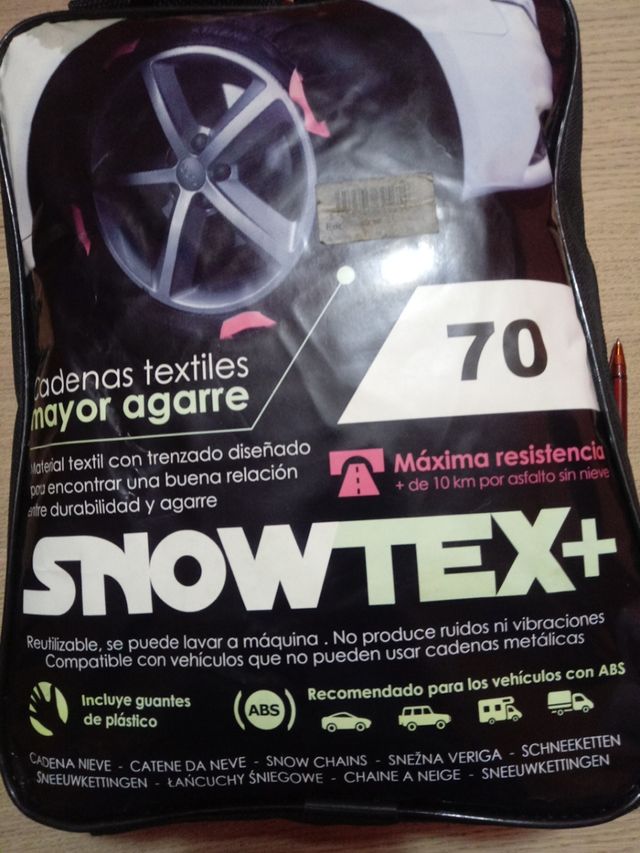 70
Cadenas textiles
mayor agarre
Material textil con trenzado diseñado
para encontrar una buena relación
entre durabilidad y agarre
Máxima resistencia
+ de 10 km por asfalto sin nieve
SNOWTEX+
Reutilizable, se puede lavar a máquina . No produce ruidos ni vibraciones
Compatible con vehículos que no pueden usar cadenas metálicas
Incluye guantes
de plástico
ABS
Recomendado para los vehículos con ABS
CADENA NIEVE - CATENE DA NEVE - SNOW CHAINS - SNEŽNA VERIGA - SCHNEEKETTEN
SNEEUWKETTINGEN - ŁAŃCUCHY ŚNIEGOWE - CHAINE A NEIGE - SNEEUWKETTINGEN